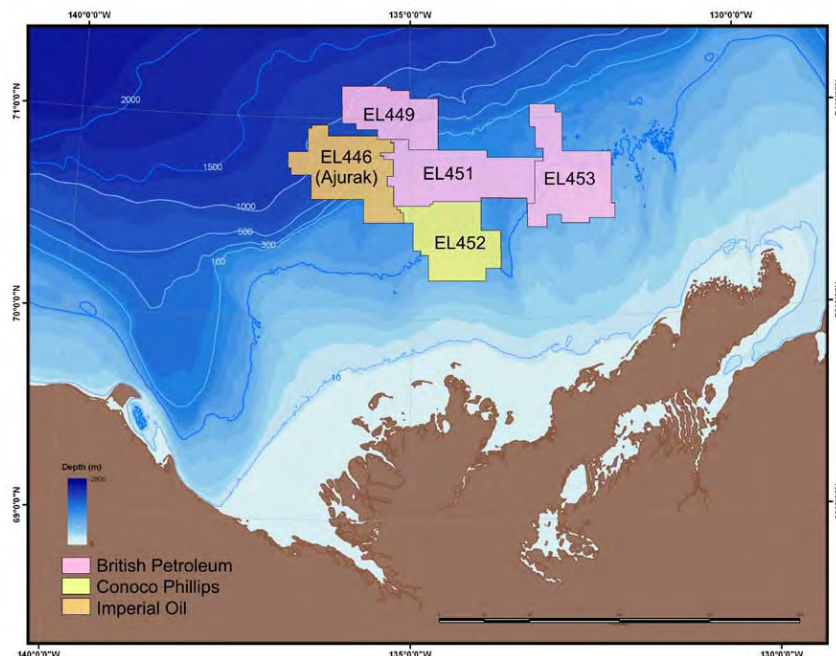 140°0'0"W
135°0'0"W
130°0'0"W
71°0'0"N
2000
EL449
EL446
(Ajurak)
EL451
EL453
1500
1000
500
300
EL452
100
70°0'0"N
10
Depth (m)
0
69°0'0"N
British Petroleum
Conoco Phillips
Imperial Oil
140°0'0"W
135°0'0"W
130°0'0"W